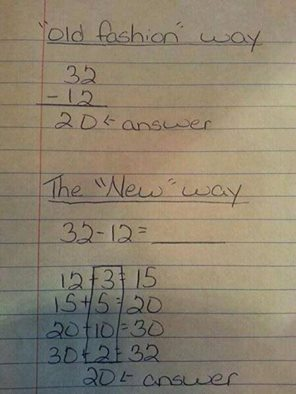 "old fashion" way
32
- 12
20 ← answer
The "New" way
32-12= ______
12+3=15
15+5=20
20+10=30
30+2=32
20 ← answer